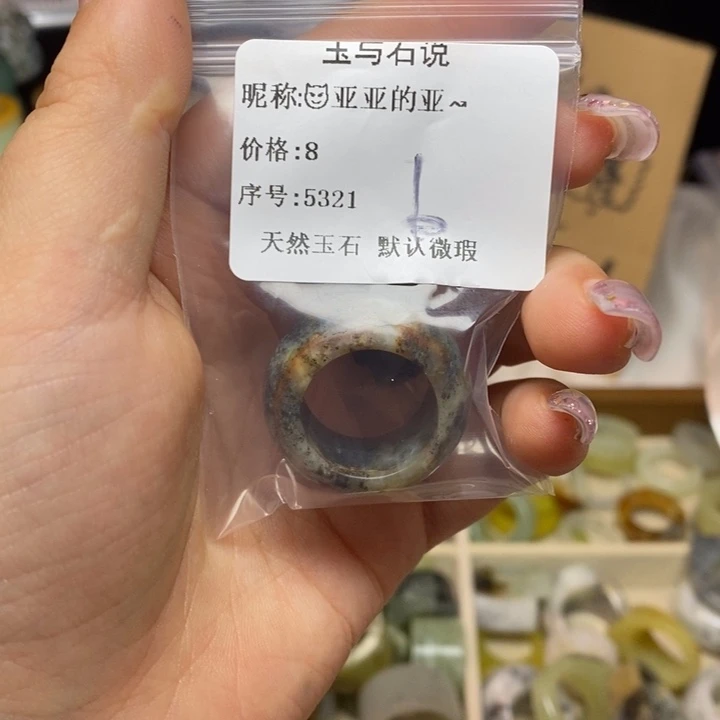 玉与石说
昵称:😈亚亚的亚~
价格:8
序号:5321
天然玉石 默认微瑕